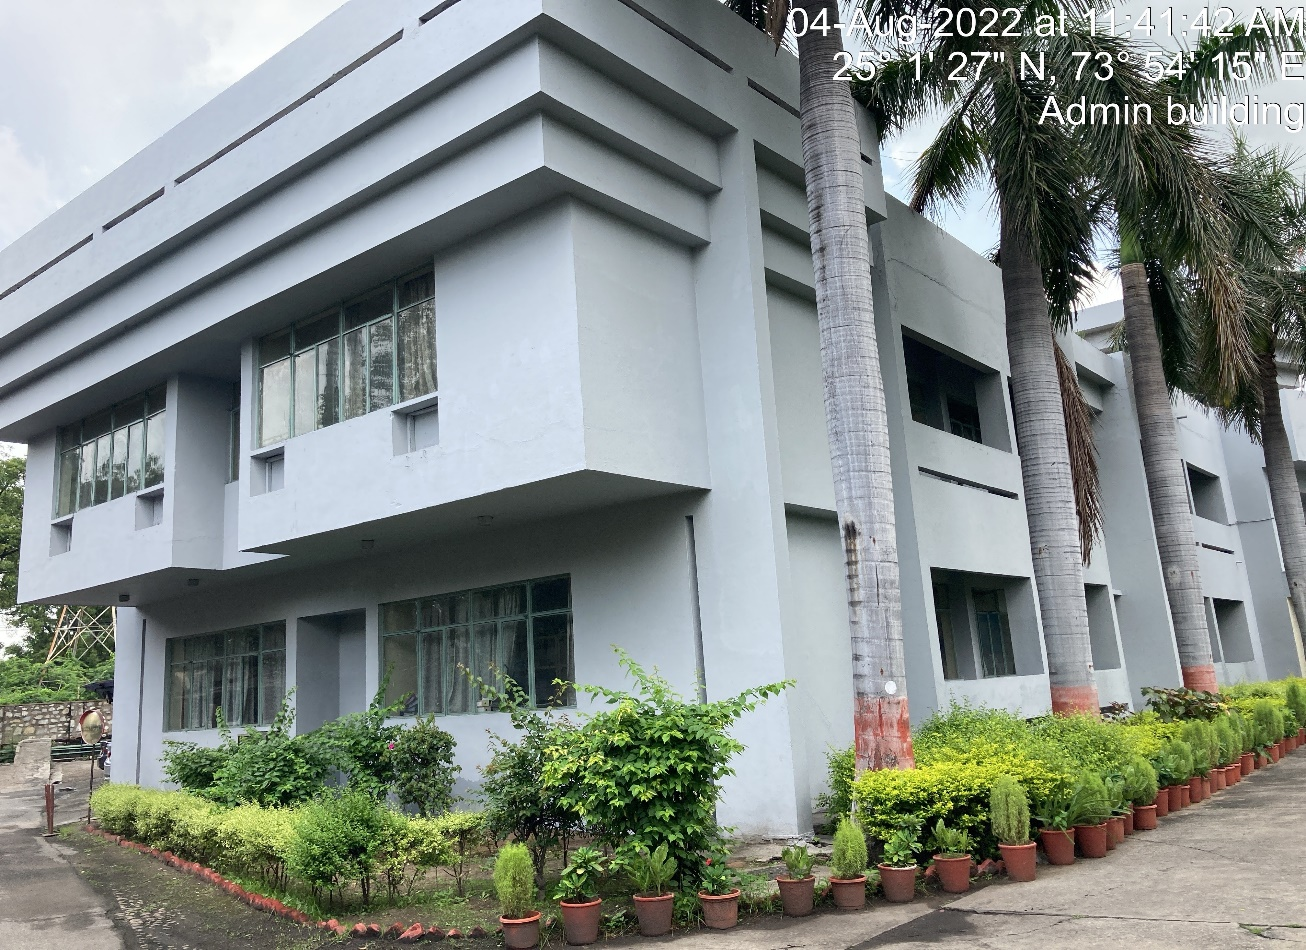 04-Aug-2022 at 11:41:42 AM
25° 1' 27" N, 73° 54' 15" E
Admin building